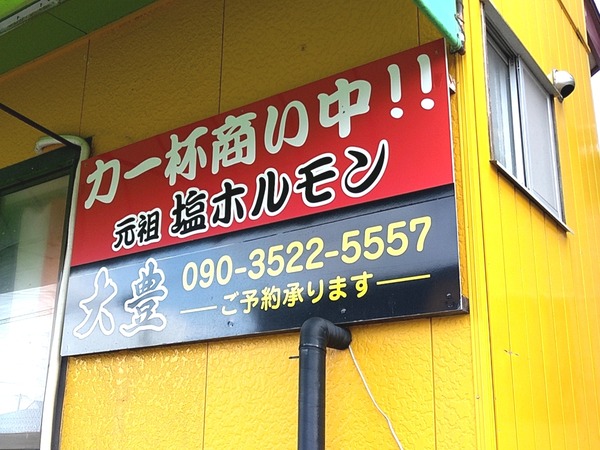 力一杯商い中!!
元祖 塩ホルモン
大豊
090-3522-5557
ご予約承ります